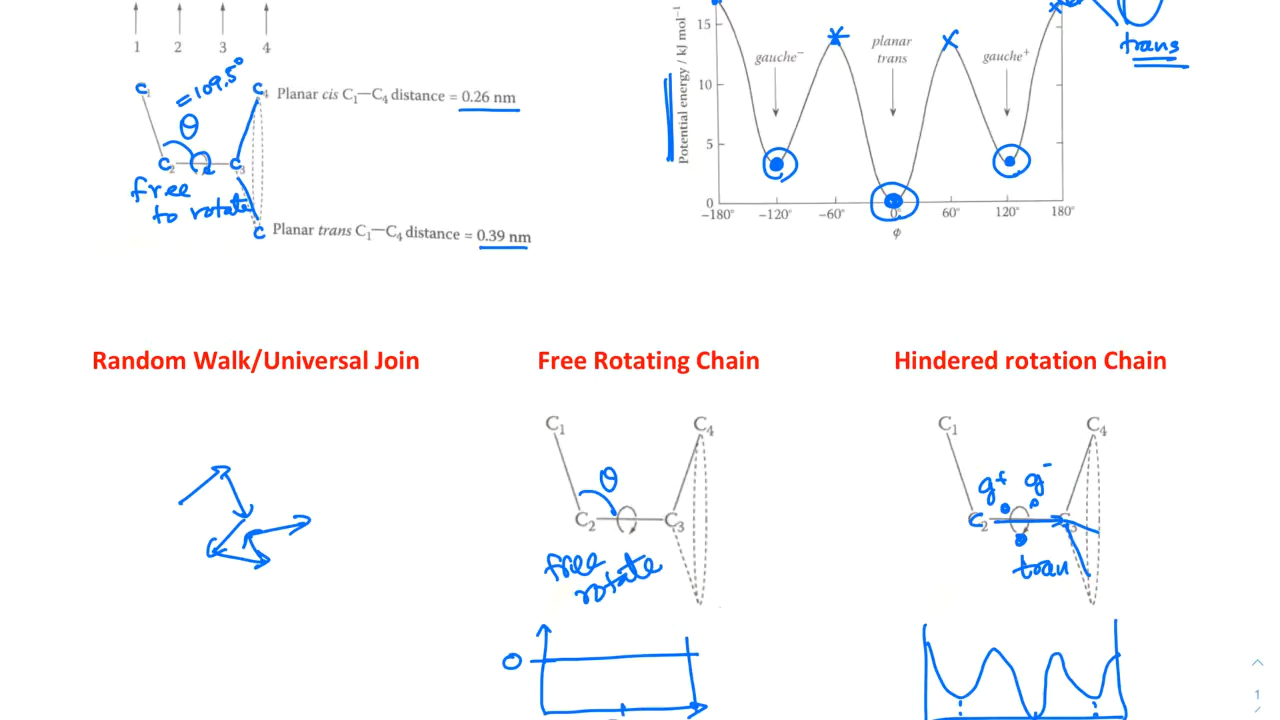 1 2 3 4
C₁ C₄ Planar cis C₁—C₄ distance = 0.26 nm
= 109.5°
θ
C₂ C₃
free
to rotate
C Planar trans C₁—C₄ distance = 0.39 nm
Potential energy / kJ mol⁻¹
15
10
5
0
gauche⁻
planar
trans
gauche⁺
trans
−180° −120° −60° 0° 60° 120° 180°
ϕ
Random Walk/Universal Join
Free Rotating Chain
C₁ C₄
θ
C₂ C₃
free
rotate
0
Hindered rotation Chain
C₁ C₄
g⁺ g⁻
C₂ C₃
tran
1